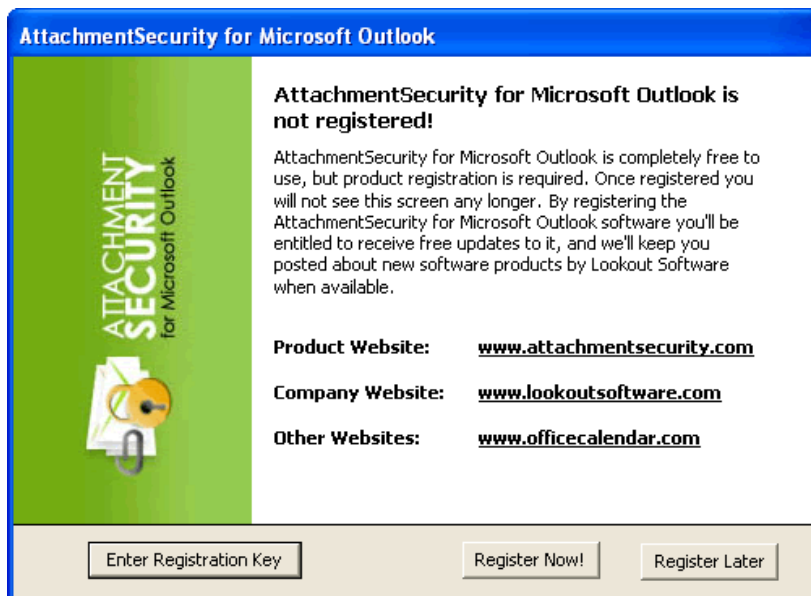 AttachmentSecurity for Microsoft Outlook
ATTACHMENT
SECURITY
for Microsoft Outlook
AttachmentSecurity for Microsoft Outlook is
not registered!
AttachmentSecurity for Microsoft Outlook is completely free to
use, but product registration is required. Once registered you
will not see this screen any longer. By registering the
AttachmentSecurity for Microsoft Outlook software you'll be
entitled to receive free updates to it, and we'll keep you
posted about new software products by Lookout Software
when available.
Product Website: www.attachmentsecurity.com
Company Website: www.lookoutsoftware.com
Other Websites: www.officecalendar.com
Enter Registration Key Register Now! Register Later